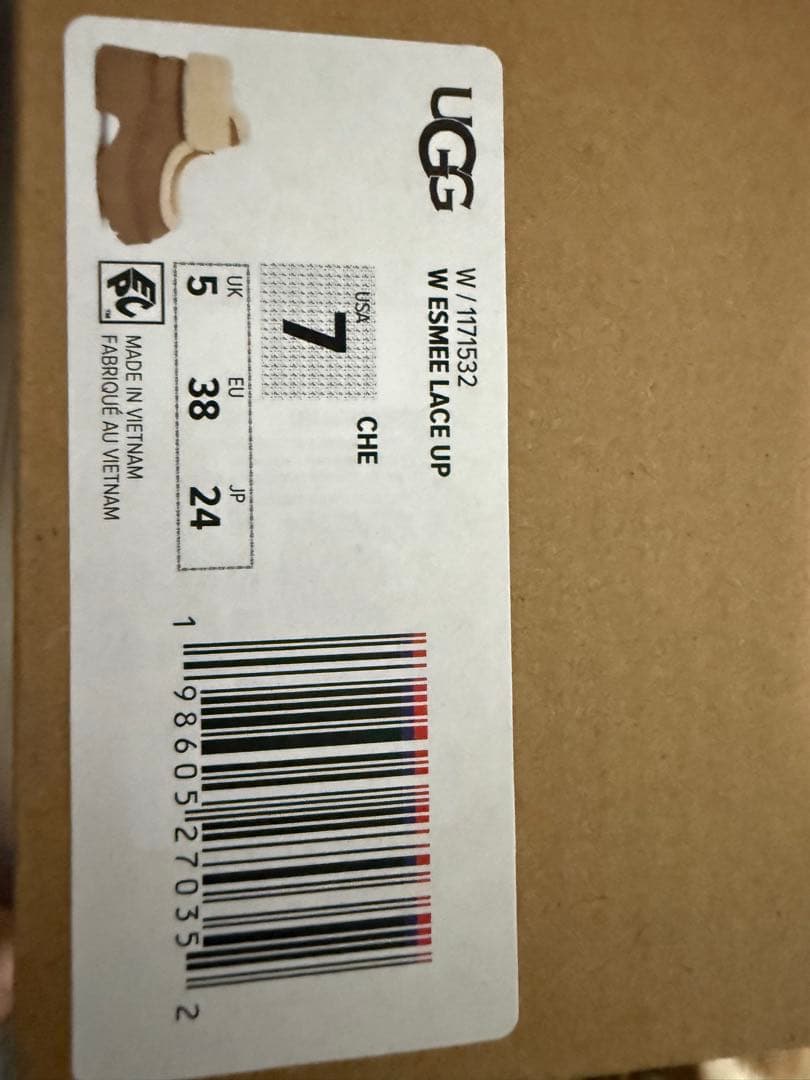 UGG
W / 1171532
W ESMEE LACE UP
USA
7
CHE
UK EU JP
5 38 24
EPC™
MADE IN VIETNAM
FABRIQUÉ AU VIETNAM
1 98605 27035 2